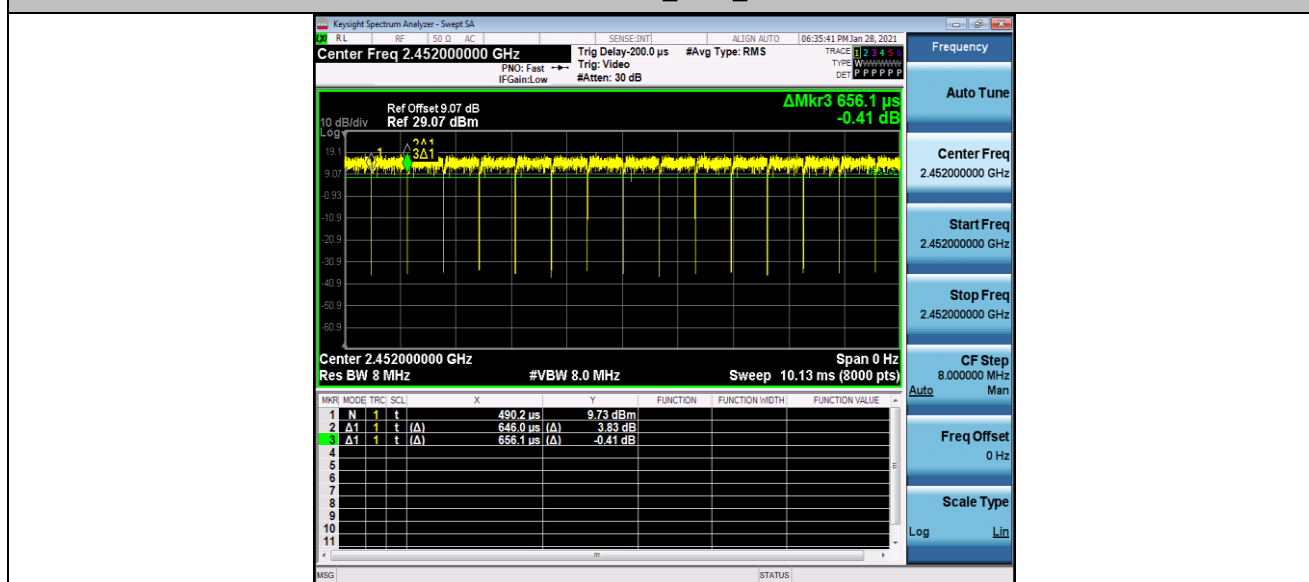 Keysight Spectrum Analyzer - Swept SA
RL RF 50 Ω AC SENSE:INT ALIGN AUTO 06:35:41 PM Jan 28, 2021
Center Freq 2.452000000 GHz
PNO: Fast
IFGain:Low
Trig Delay-200.0 µs
Trig: Video
#Atten: 30 dB
#Avg Type: RMS
TRACE 1 2 3 4 5 6
TYPE W
DET P P P P P P
ΔMkr3 656.1 µs
-0.41 dB
Ref Offset 9.07 dB
10 dB/div Ref 29.07 dBm
Log
1
2Δ1
3Δ1
19.1
9.07
-0.93
-10.9
-20.9
-30.9
-40.9
-50.9
-60.9
Center 2.452000000 GHz Span 0 Hz
Res BW 8 MHz #VBW 8.0 MHz Sweep 10.13 ms (8000 pts)
MKR MODE TRC SCL X Y FUNCTION FUNCTION WIDTH FUNCTION VALUE
1 N 1 t 490.2 µs 9.73 dBm
2 Δ1 1 t (Δ) 646.0 µs (Δ) 3.83 dB
3 Δ1 1 t (Δ) 656.1 µs (Δ) -0.41 dB
4
5
6
7
8
9
10
11
MSG STATUS
Frequency
Auto Tune
Center Freq
2.452000000 GHz
Start Freq
2.452000000 GHz
Stop Freq
2.452000000 GHz
CF Step
8.000000 MHz
Auto Man
Freq Offset
0 Hz
Scale Type
Log Lin